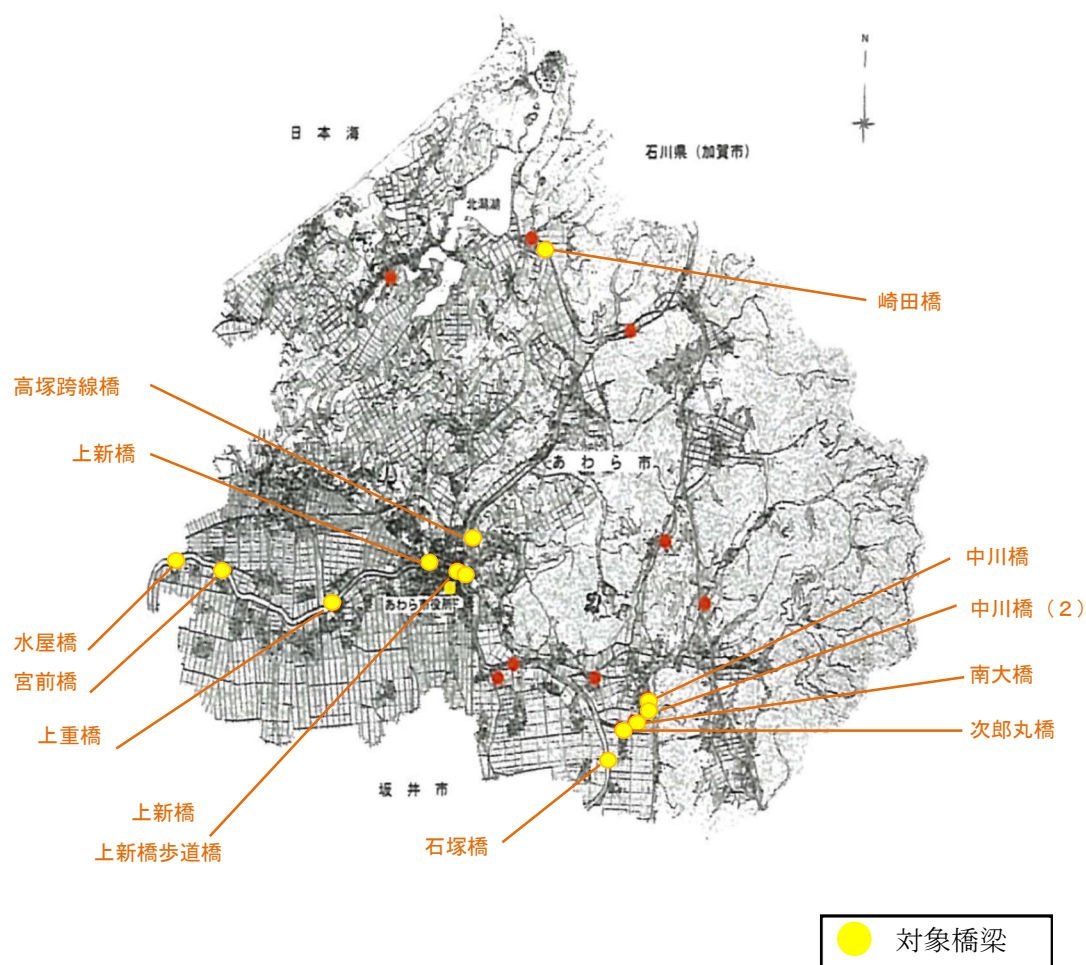 N
日本海
石川県（加賀市）
北潟湖
崎田橋
高塚跨線橋
上新橋
あわら市
中川橋
中川橋（２）
あわら市役所
水屋橋
宮前橋
南大橋
上重橋
次郎丸橋
坂井市
上新橋
上新橋歩道橋
石塚橋
対象橋梁